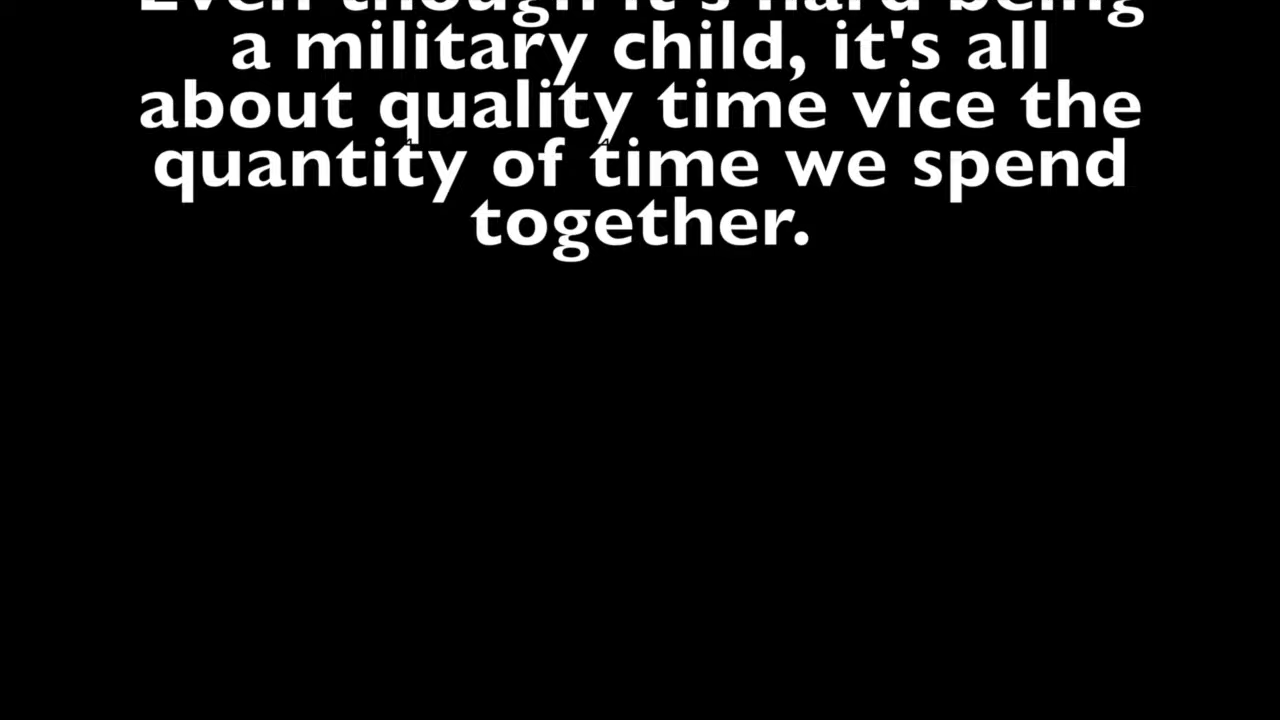 Even though it's hard being
a military child, it's all
about quality time vice the
quantity of time we spend
together.